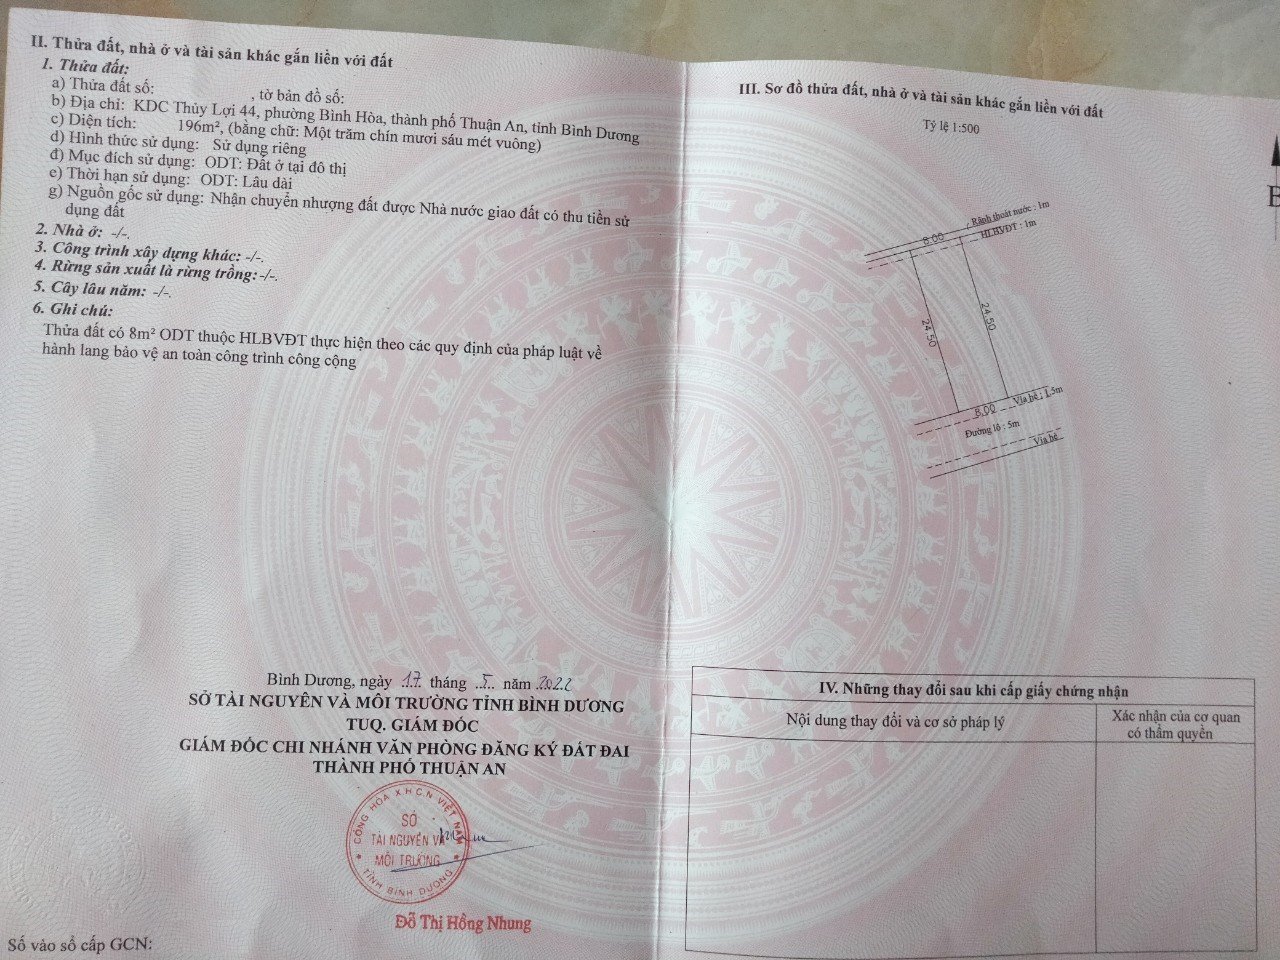 II. Thửa đất, nhà ở và tài sản khác gắn liền với đất
1. Thửa đất:
a) Thửa đất số: , tờ bản đồ số:
b) Địa chỉ: KDC Thủy Lợi 44, phường Bình Hòa, thành phố Thuận An, tỉnh Bình Dương
c) Diện tích: 196m², (bằng chữ: Một trăm chín mươi sáu mét vuông)
d) Hình thức sử dụng: Sử dụng riêng
đ) Mục đích sử dụng: ODT: Đất ở tại đô thị
e) Thời hạn sử dụng: ODT: Lâu dài
g) Nguồn gốc sử dụng: Nhận chuyển nhượng đất được Nhà nước giao đất có thu tiền sử
dụng đất
2. Nhà ở: -/-.
3. Công trình xây dựng khác: -/-.
4. Rừng sản xuất là rừng trồng: -/-.
5. Cây lâu năm: -/-.
6. Ghi chú:
Thửa đất có 8m² ODT thuộc HLBVĐT thực hiện theo các quy định của pháp luật về
hành lang bảo vệ an toàn công trình công cộng
Bình Dương, ngày 17 tháng 5 năm 2022
SỞ TÀI NGUYÊN VÀ MÔI TRƯỜNG TỈNH BÌNH DƯƠNG
TUQ. GIÁM ĐỐC
GIÁM ĐỐC CHI NHÁNH VĂN PHÒNG ĐĂNG KÝ ĐẤT ĐAI
THÀNH PHỐ THUẬN AN
CỘNG HÒA X.H.C.N VIỆT NAM
SỞ
TÀI NGUYÊN VÀ
MÔI TRƯỜNG
TỈNH BÌNH DƯƠNG
Đỗ Thị Hồng Nhung
Số vào sổ cấp GCN:
III. Sơ đồ thửa đất, nhà ở và tài sản khác gắn liền với đất
Tỷ lệ 1:500
B
Rãnh thoát nước : 1m
HLBVĐT : 1m
8.00
24.50
24.50
8.00
Vỉa hè : 1,5m
Đường lô : 5m
Vỉa hè
IV. Những thay đổi sau khi cấp giấy chứng nhận
Nội dung thay đổi và cơ sở pháp lý
Xác nhận của cơ quan
có thẩm quyền